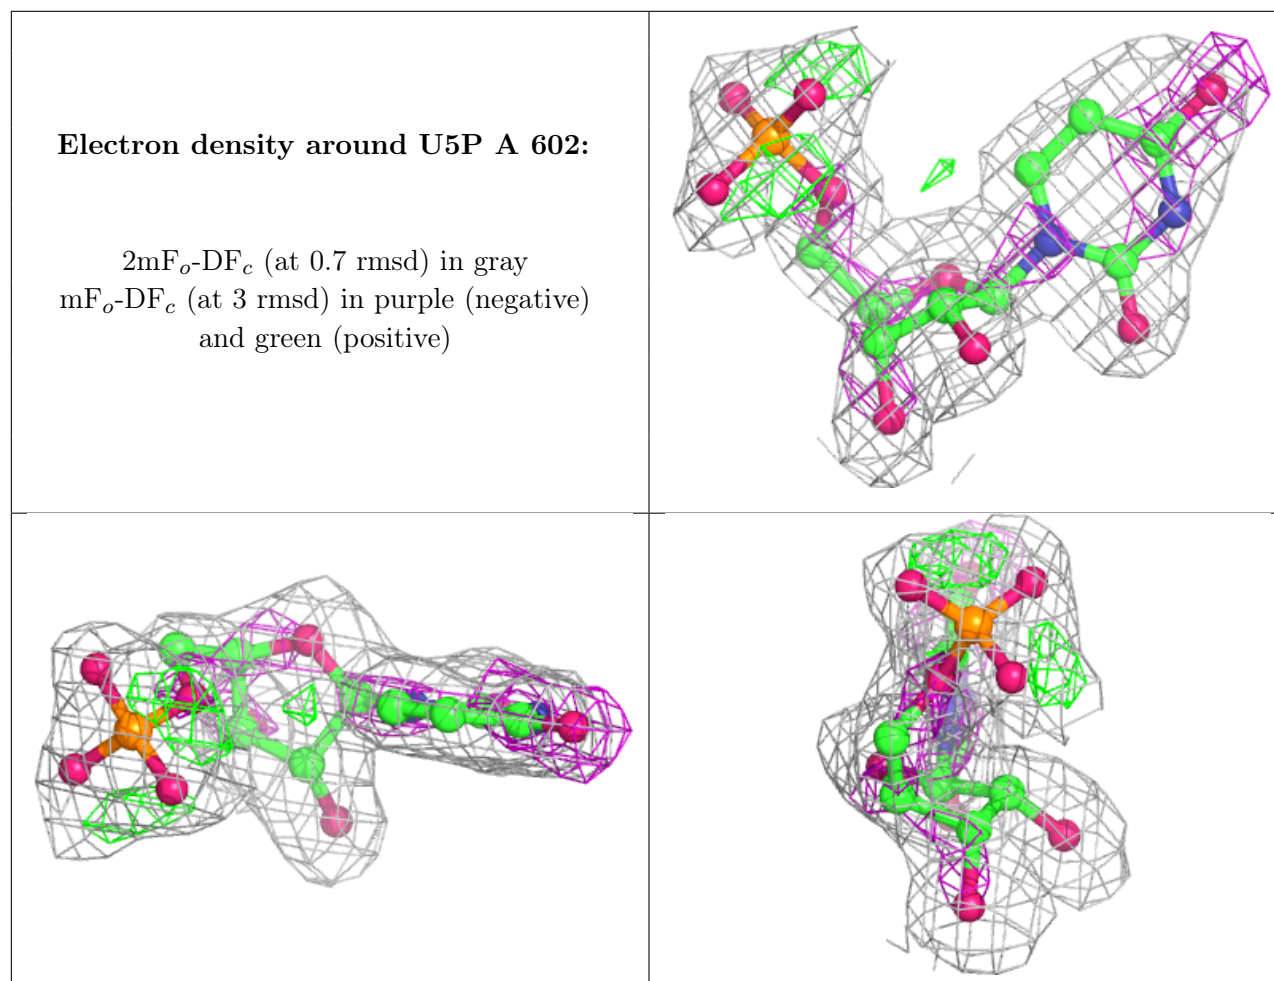 Electron density around U5P A 602:
2mFo-DFc (at 0.7 rmsd) in gray
mFo-DFc (at 3 rmsd) in purple (negative)
and green (positive)